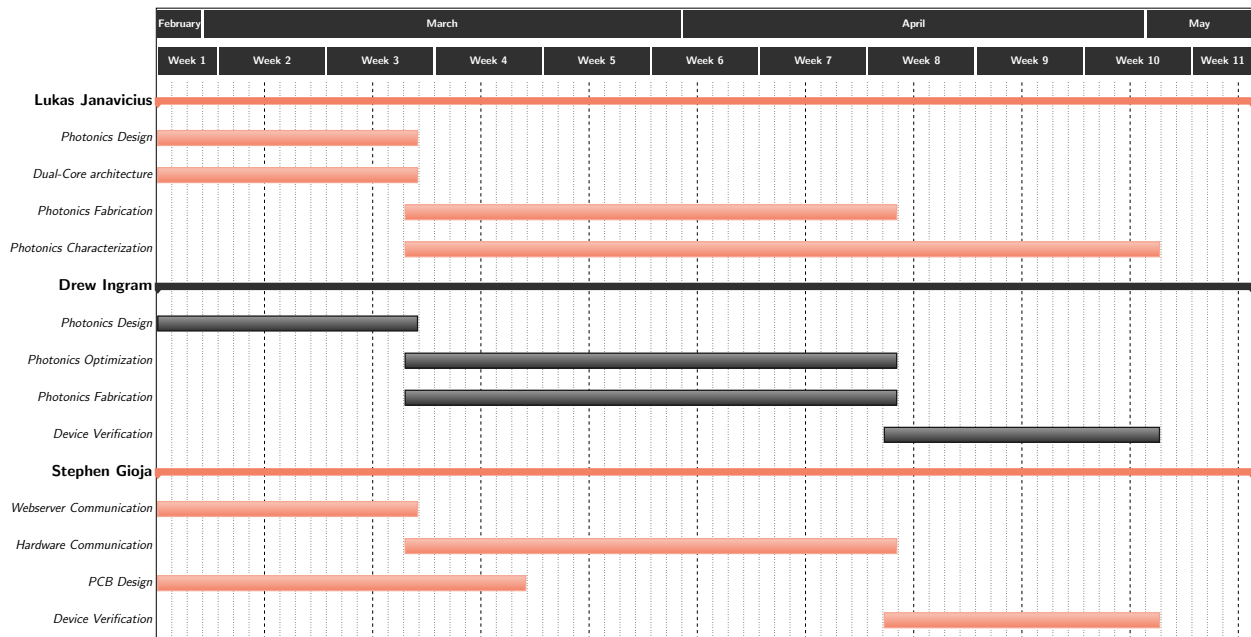 February March April May
Week 1 Week 2 Week 3 Week 4 Week 5 Week 6 Week 7 Week 8 Week 9 Week 10 Week 11
Lukas Janavicius
Photonics Design
Dual-Core architecture
Photonics Fabrication
Photonics Characterization
Drew Ingram
Photonics Design
Photonics Optimization
Photonics Fabrication
Device Verification
Stephen Gioja
Webserver Communication
Hardware Communication
PCB Design
Device Verification